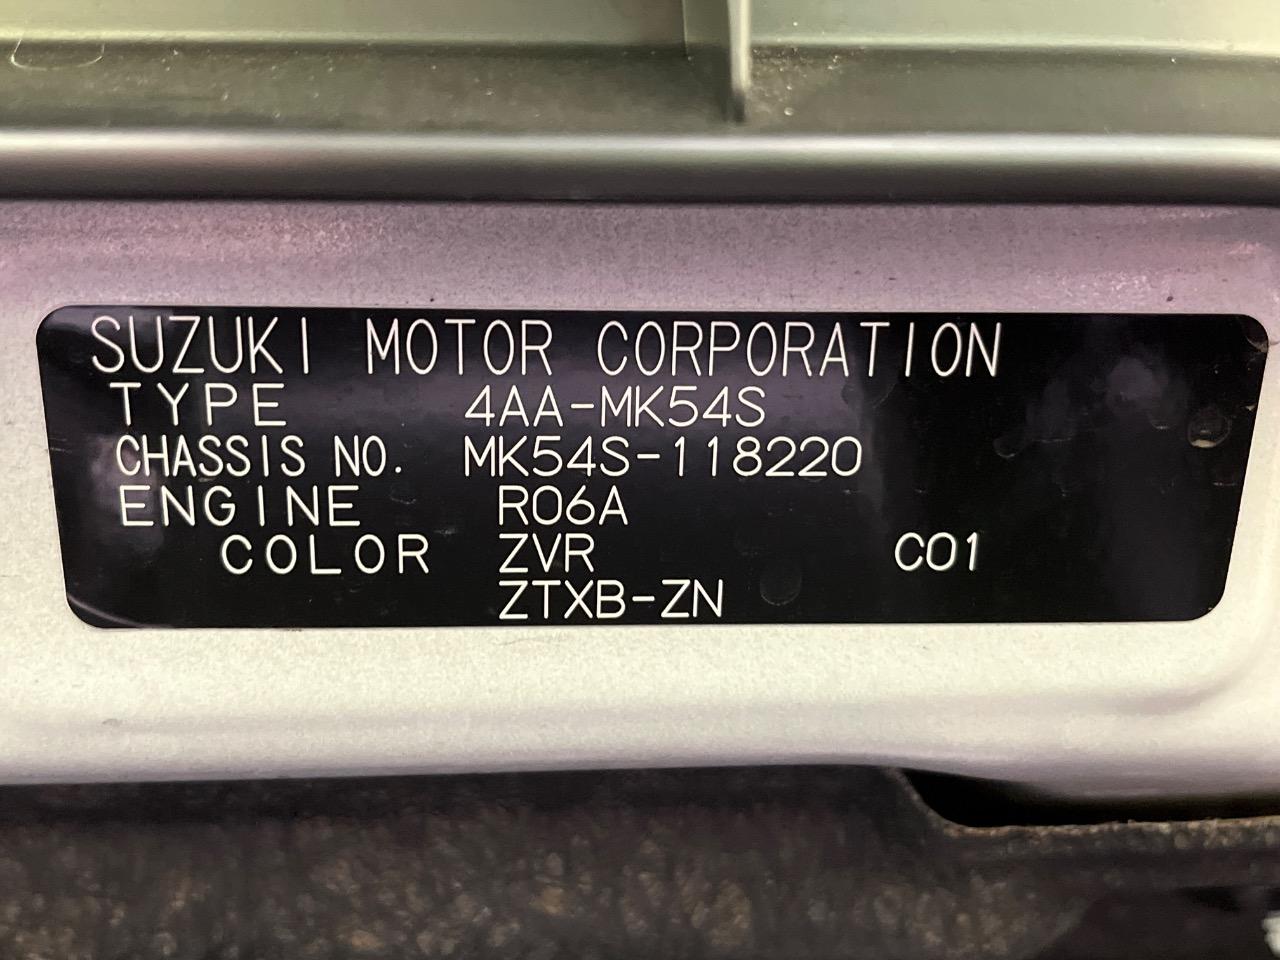 SUZUKI MOTOR CORPORATION
TYPE 4AA-MK54S
CHASSIS NO. MK54S-118220
ENGINE R06A
COLOR ZVR C01
ZTXB-ZN